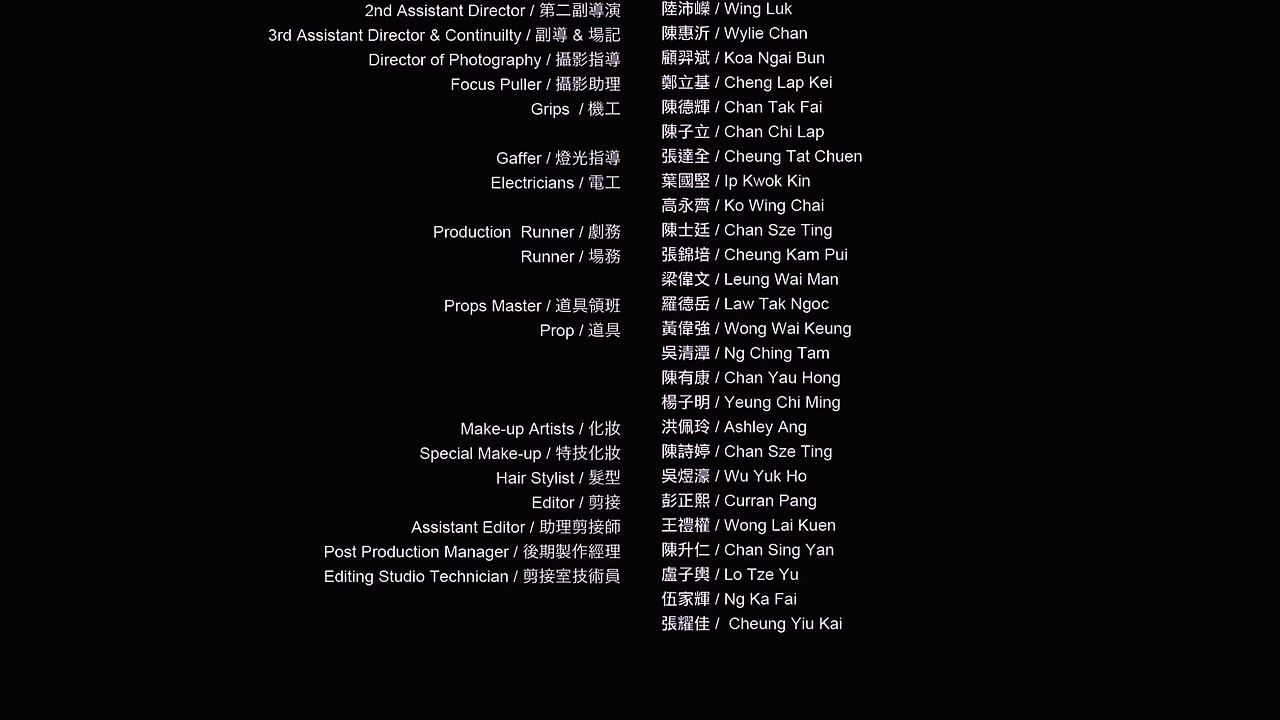 2nd Assistant Director / 第二副導演 陸沛嶸 / Wing Luk
3rd Assistant Director & Continuilty / 副導 & 場記 陳惠沂 / Wylie Chan
Director of Photography / 攝影指導 顧羿斌 / Koa Ngai Bun
Focus Puller / 攝影助理 鄭立基 / Cheng Lap Kei
Grips / 機工 陳德輝 / Chan Tak Fai
陳子立 / Chan Chi Lap
Gaffer / 燈光指導 張達全 / Cheung Tat Chuen
Electricians / 電工 葉國堅 / Ip Kwok Kin
高永齊 / Ko Wing Chai
Production Runner / 劇務 陳士廷 / Chan Sze Ting
Runner / 場務 張錦培 / Cheung Kam Pui
梁偉文 / Leung Wai Man
Props Master / 道具領班 羅德岳 / Law Tak Ngoc
Prop / 道具 黃偉強 / Wong Wai Keung
吳清潭 / Ng Ching Tam
陳有康 / Chan Yau Hong
楊子明 / Yeung Chi Ming
Make-up Artists / 化妝 洪佩玲 / Ashley Ang
Special Make-up / 特技化妝 陳詩婷 / Chan Sze Ting
Hair Stylist / 髮型 吳煜濠 / Wu Yuk Ho
Editor / 剪接 彭正熙 / Curran Pang
Assistant Editor / 助理剪接師 王禮權 / Wong Lai Kuen
Post Production Manager / 後期製作經理 陳升仁 / Chan Sing Yan
Editing Studio Technician / 剪接室技術員 盧子輿 / Lo Tze Yu
伍家輝 / Ng Ka Fai
張耀佳 / Cheung Yiu Kai